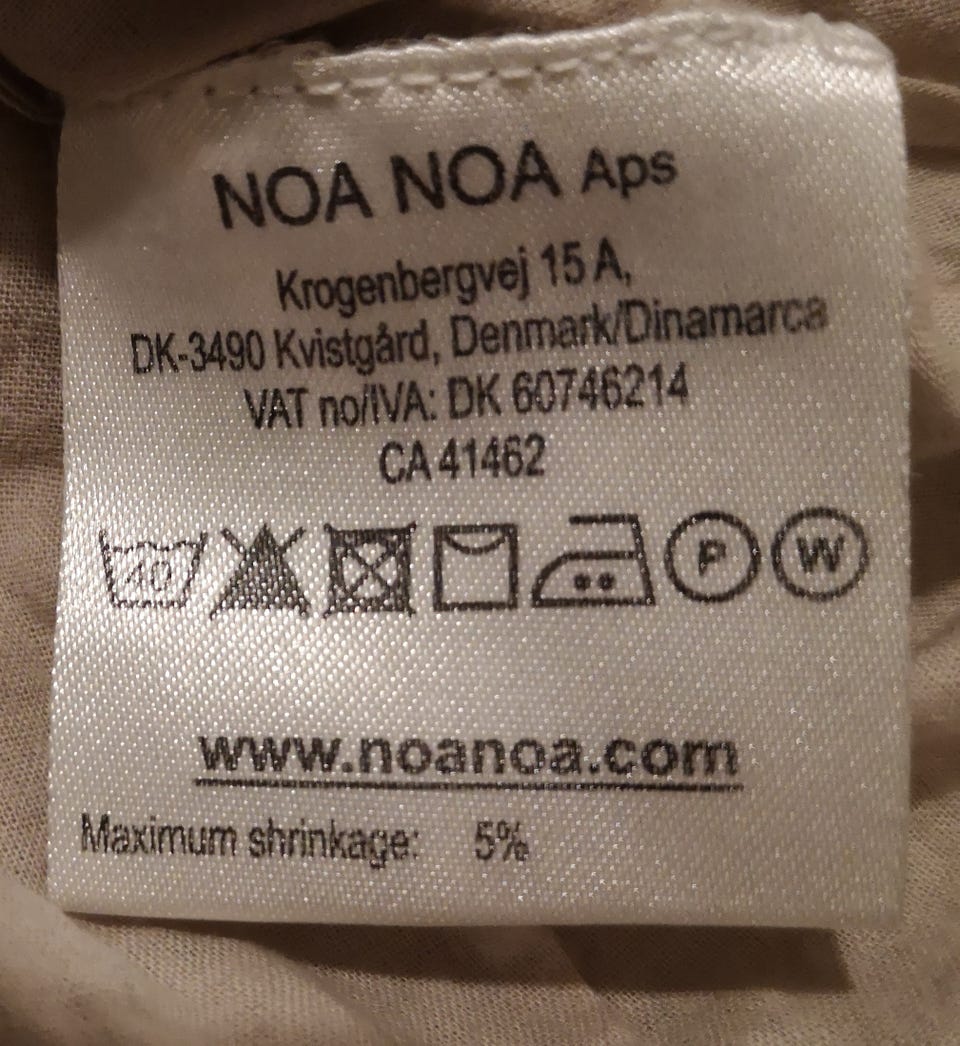 NOA NOA Aps
Krogenbergvej 15 A,
DK-3490 Kvistgård, Denmark/Dinamarca
VAT no/IVA: DK 60746214
CA 41462
40 P W
www.noanoa.com
Maximum shrinkage: 5%